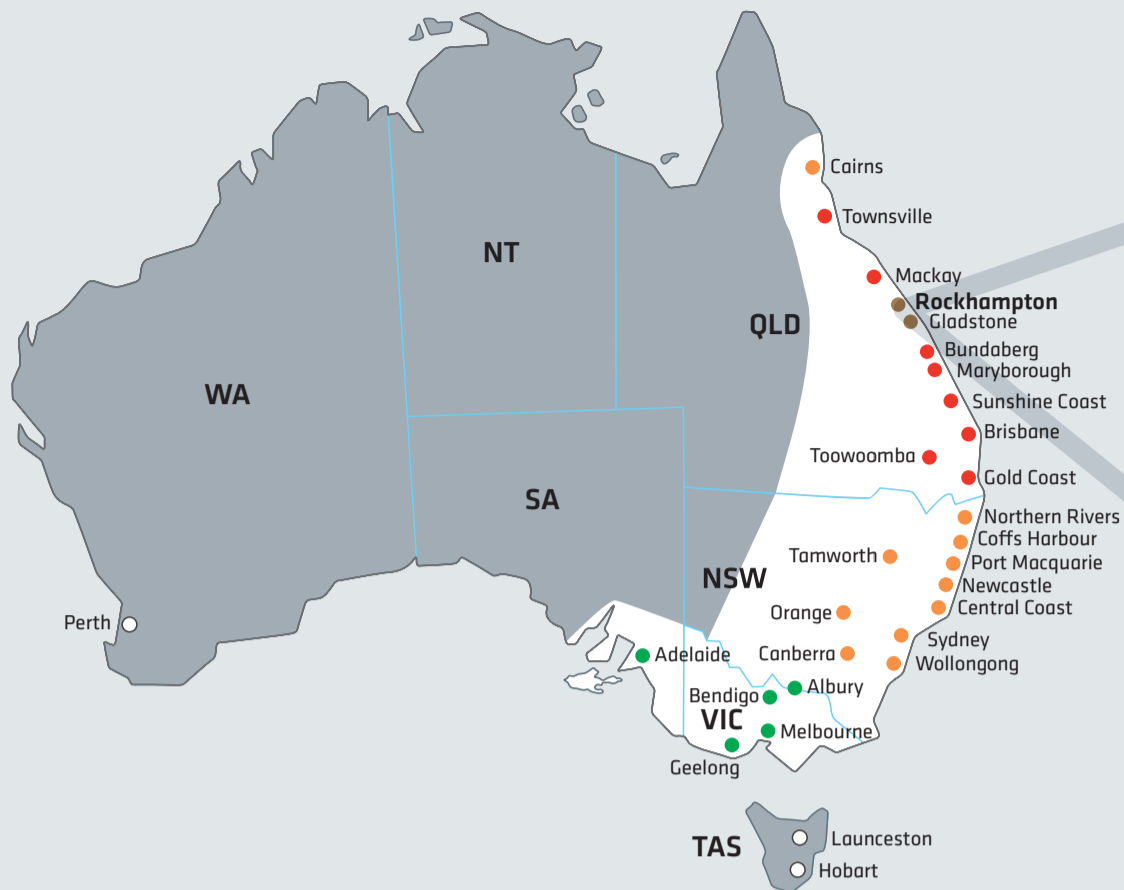 Cairns
Townsville
NT
Mackay
Rockhampton
Gladstone
QLD
Bundaberg
Maryborough
WA
Sunshine Coast
Brisbane
Toowoomba
Gold Coast
SA
Northern Rivers
Coffs Harbour
Tamworth
Port Macquarie
NSW
Newcastle
Central Coast
Orange
Perth
Sydney
Adelaide
Canberra
Wollongong
Albury
Bendigo
VIC
Melbourne
Geelong
TAS
Launceston
Hobart